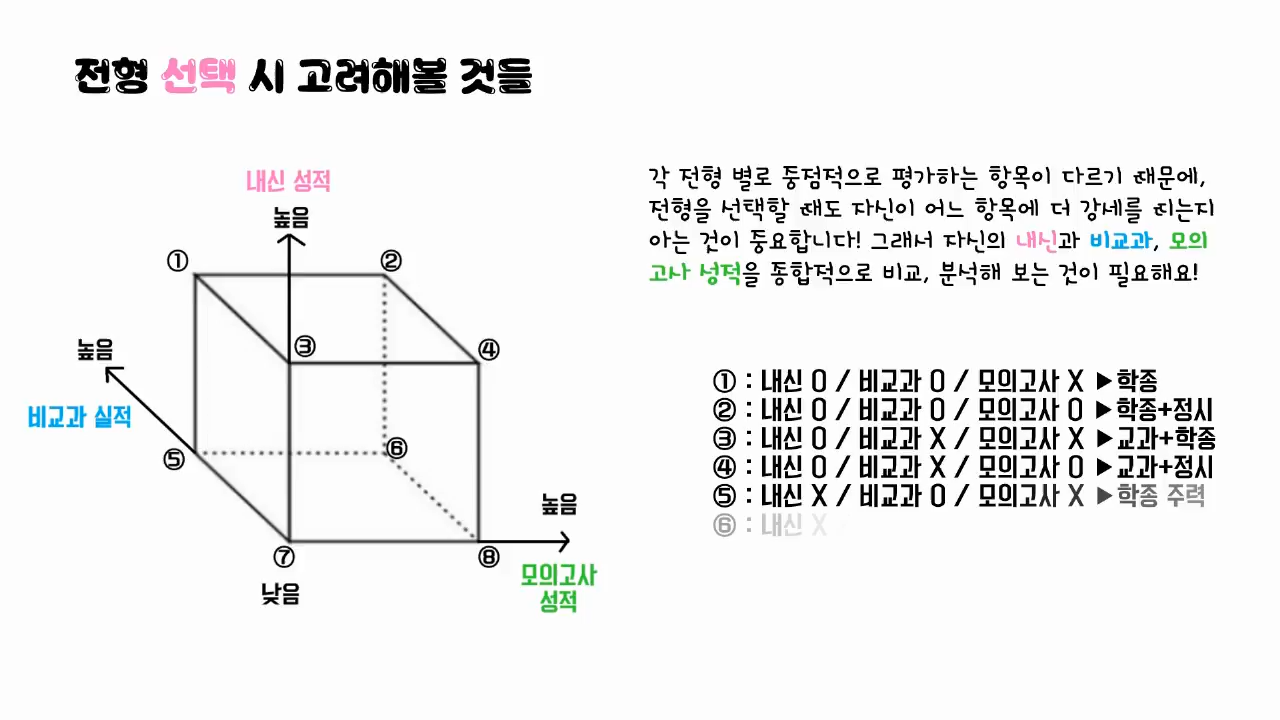 전형 선택 시 고려해볼 것들
내신 성적
높음
①
②
③
④
높음
비교과 실적
⑤
⑥
높음
⑦
⑧
낮음
모의고사
성적
각 전형 별로 중점적으로 평가하는 항목이 다르기 때문에,
전형을 선택할 때도 자신이 어느 항목에 더 강세를 띠는지
아는 것이 중요합니다! 그래서 자신의 내신과 비교과, 모의
고사 성적을 종합적으로 비교, 분석해 보는 것이 필요해요!
① : 내신 O / 비교과 O / 모의고사 X ▶학종
② : 내신 O / 비교과 O / 모의고사 O ▶학종+정시
③ : 내신 O / 비교과 X / 모의고사 X ▶교과+학종
④ : 내신 O / 비교과 X / 모의고사 O ▶교과+정시
⑤ : 내신 X / 비교과 O / 모의고사 X ▶학종 주력
⑥ : 내신 X /